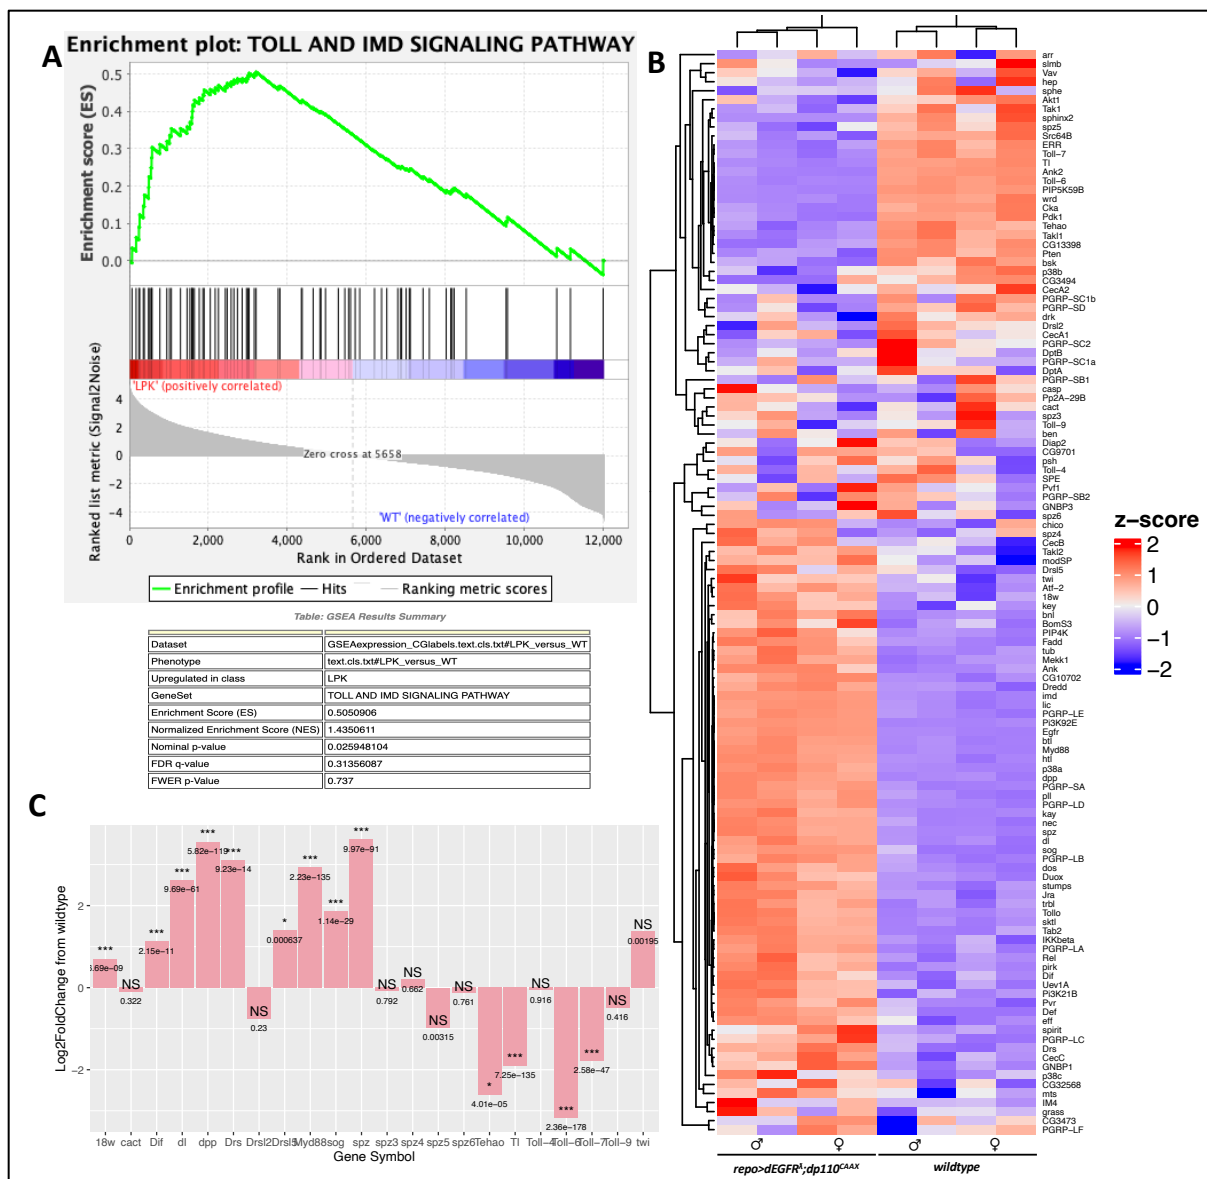 A
Enrichment plot: TOLL AND IMD SIGNALING PATHWAY
Enrichment score (ES)
0.5
0.4
0.3
0.2
0.1
0.0
'LPK' (positively correlated)
Ranked list metric (Signal2Noise)
4
2
0
−2
−4
Zero cross at 5658
'WT' (negatively correlated)
0
2,000
4,000
6,000
8,000
10,000
12,000
Rank in Ordered Dataset
Enrichment profile
Hits
Ranking metric scores
Table: GSEA Results Summary
Dataset GSEAexpression_CGlabels.text.cls.txt#LPK_versus_WT
Phenotype text.cls.txt#LPK_versus_WT
Upregulated in class LPK
GeneSet TOLL AND IMD SIGNALING PATHWAY
Enrichment Score (ES) 0.5050906
Normalized Enrichment Score (NES) 1.4350611
Nominal p-value 0.025948104
FDR q-value 0.31356087
FWER p-Value 0.737
B
arr
slmb
Vav
hep
sphe
Akt1
Tak1
sphinx2
spz5
Src64B
ERR
Toll-7
Tl
Ank2
Toll-6
PIP5K59B
wrd
Cka
Pdk1
Tehao
Takl1
CG13398
Pten
bsk
p38b
CG3494
CecA2
PGRP-SC1b
PGRP-SD
drk
Drsl2
CecA1
PGRP-SC2
DptB
PGRP-SC1a
DptA
PGRP-SB1
casp
Pp2A-29B
cact
spz3
Toll-9
ben
Diap2
CG9701
psh
Toll-4
SPE
Pvf1
PGRP-SB2
GNBP3
spz6
chico
spz4
CecB
Takl2
modSP
Drsl5
twi
Atf-2
18w
key
bnl
BomS3
PIP4K
Fadd
tub
Mekk1
Ank
CG10702
Dredd
imd
lic
PGRP-LE
Pi3K92E
Egfr
btl
Myd88
htl
p38a
dpp
PGRP-SA
pll
PGRP-LD
kay
nec
spz
dl
sog
PGRP-LB
dos
Duox
stumps
Jra
trbl
Tollo
sktl
Tab2
IKKbeta
PGRP-LA
Rel
pirk
Dif
Uev1A
Pi3K21B
Pvr
Def
eff
spirit
PGRP-LC
Drs
CecC
GNBP1
p38c
CG32568
mts
IM4
grass
CG3473
PGRP-LF
♂ ♀ ♂ ♀
repo>dEGFRλ;dp110CAAX wildtype
z−score
2
1
0
−1
−2
C
Log2FoldChange from wildtype
2
0
−2
***
NS
0.322
***
2.15e−11
***
9.69e−61
***
***
9.23e−14
NS
0.23
*
0.000637
***
2.23e−135
***
1.14e−29
***
9.97e−91
NS
0.792
NS
0.662
NS
0.00315
NS
0.761
*
4.01e−05
***
7.25e−135
NS
0.916
***
2.36e−178
***
2.58e−47
NS
0.416
NS
0.00195
18w cact Dif dl dpp Drs Drsl2 Drsl5 Myd88 sog spz spz3 spz4 spz5 spz6 Tehao Tl Toll−4 Toll−6 Toll−7 Toll−9 twi
Gene Symbol